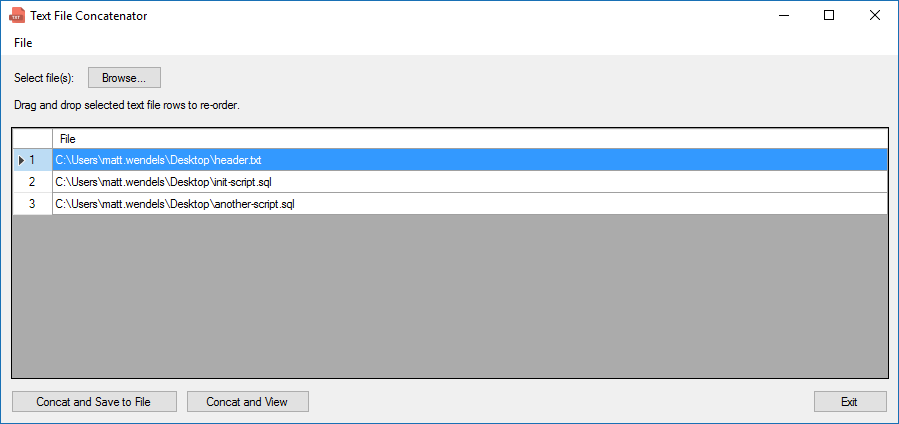 Text File Concatenator
File
Select file(s): Browse...
Drag and drop selected text file rows to re-order.
File
1 C:\Users\matt.wendels\Desktop\header.txt
2 C:\Users\matt.wendels\Desktop\init-script.sql
3 C:\Users\matt.wendels\Desktop\another-script.sql
Concat and Save to File Concat and View Exit